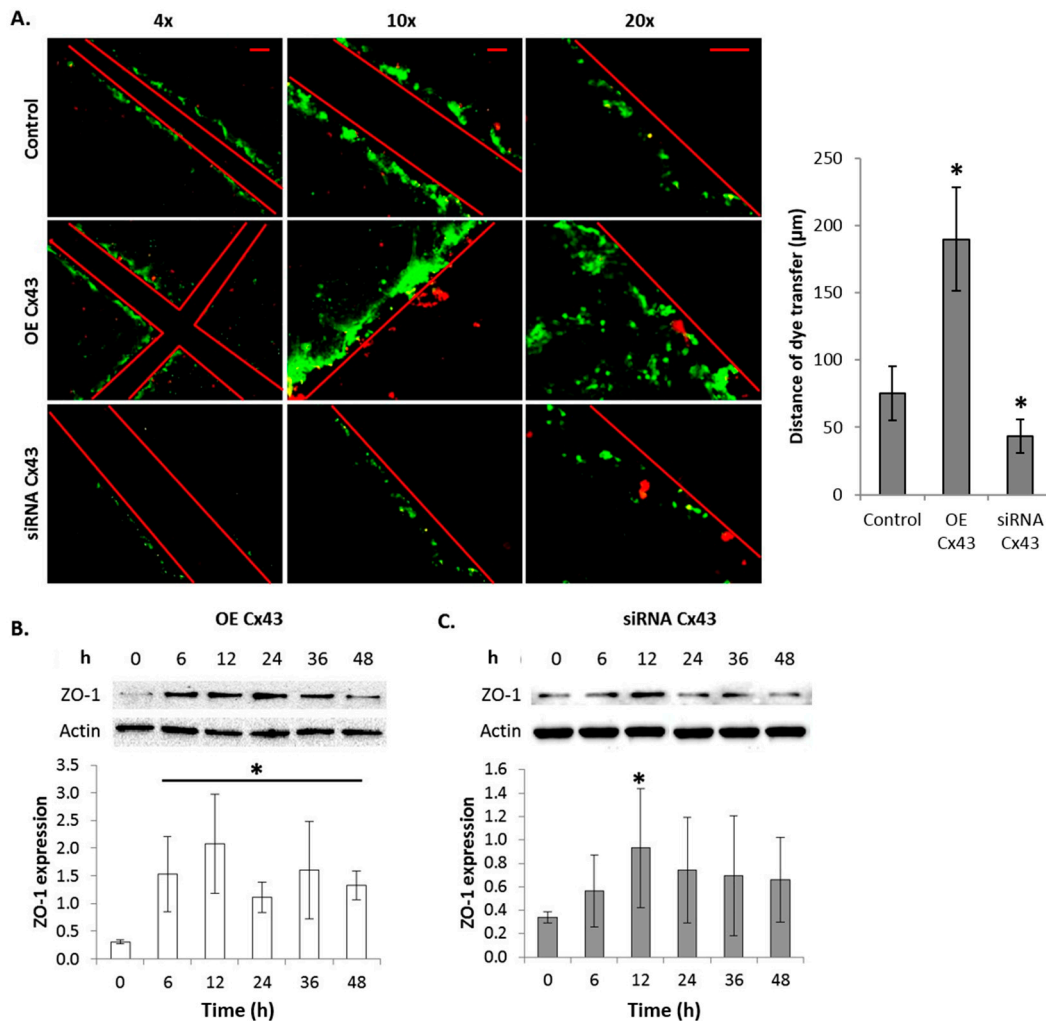 A.
4x 10x 20x
Control
OE Cx43
siRNA Cx43
Distance of dye transfer (µm)
250
200
150
100
50
0
* *
Control OE Cx43 siRNA Cx43
B. OE Cx43
h 0 6 12 24 36 48
ZO-1
Actin
ZO-1 expression
3.5
3.0
2.5
2.0
1.5
1.0
0.5
0.0
*
0 6 12 24 36 48
Time (h)
C. siRNA Cx43
h 0 6 12 24 36 48
ZO-1
Actin
ZO-1 expression
1.6
1.4
1.2
1.0
0.8
0.6
0.4
0.2
0.0
*
0 6 12 24 36 48
Time (h)